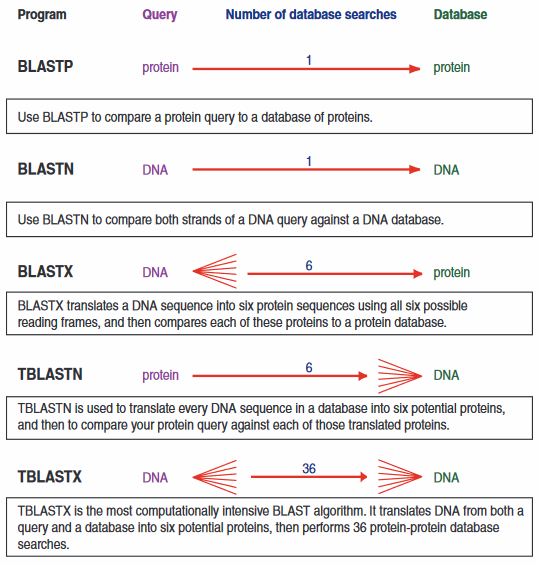 Program Query Number of database searches Database
1
BLASTP protein protein
Use BLASTP to compare a protein query to a database of proteins.
1
BLASTN DNA DNA
Use BLASTN to compare both strands of a DNA query against a DNA database.
6
BLASTX DNA protein
BLASTX translates a DNA sequence into six protein sequences using all six possible
reading frames, and then compares each of these proteins to a protein database.
6
TBLASTN protein DNA
TBLASTN is used to translate every DNA sequence in a database into six potential proteins,
and then to compare your protein query against each of those translated proteins.
36
TBLASTX DNA DNA
TBLASTX is the most computationally intensive BLAST algorithm. It translates DNA from both a
query and a database into six potential proteins, then performs 36 protein-protein database
searches.